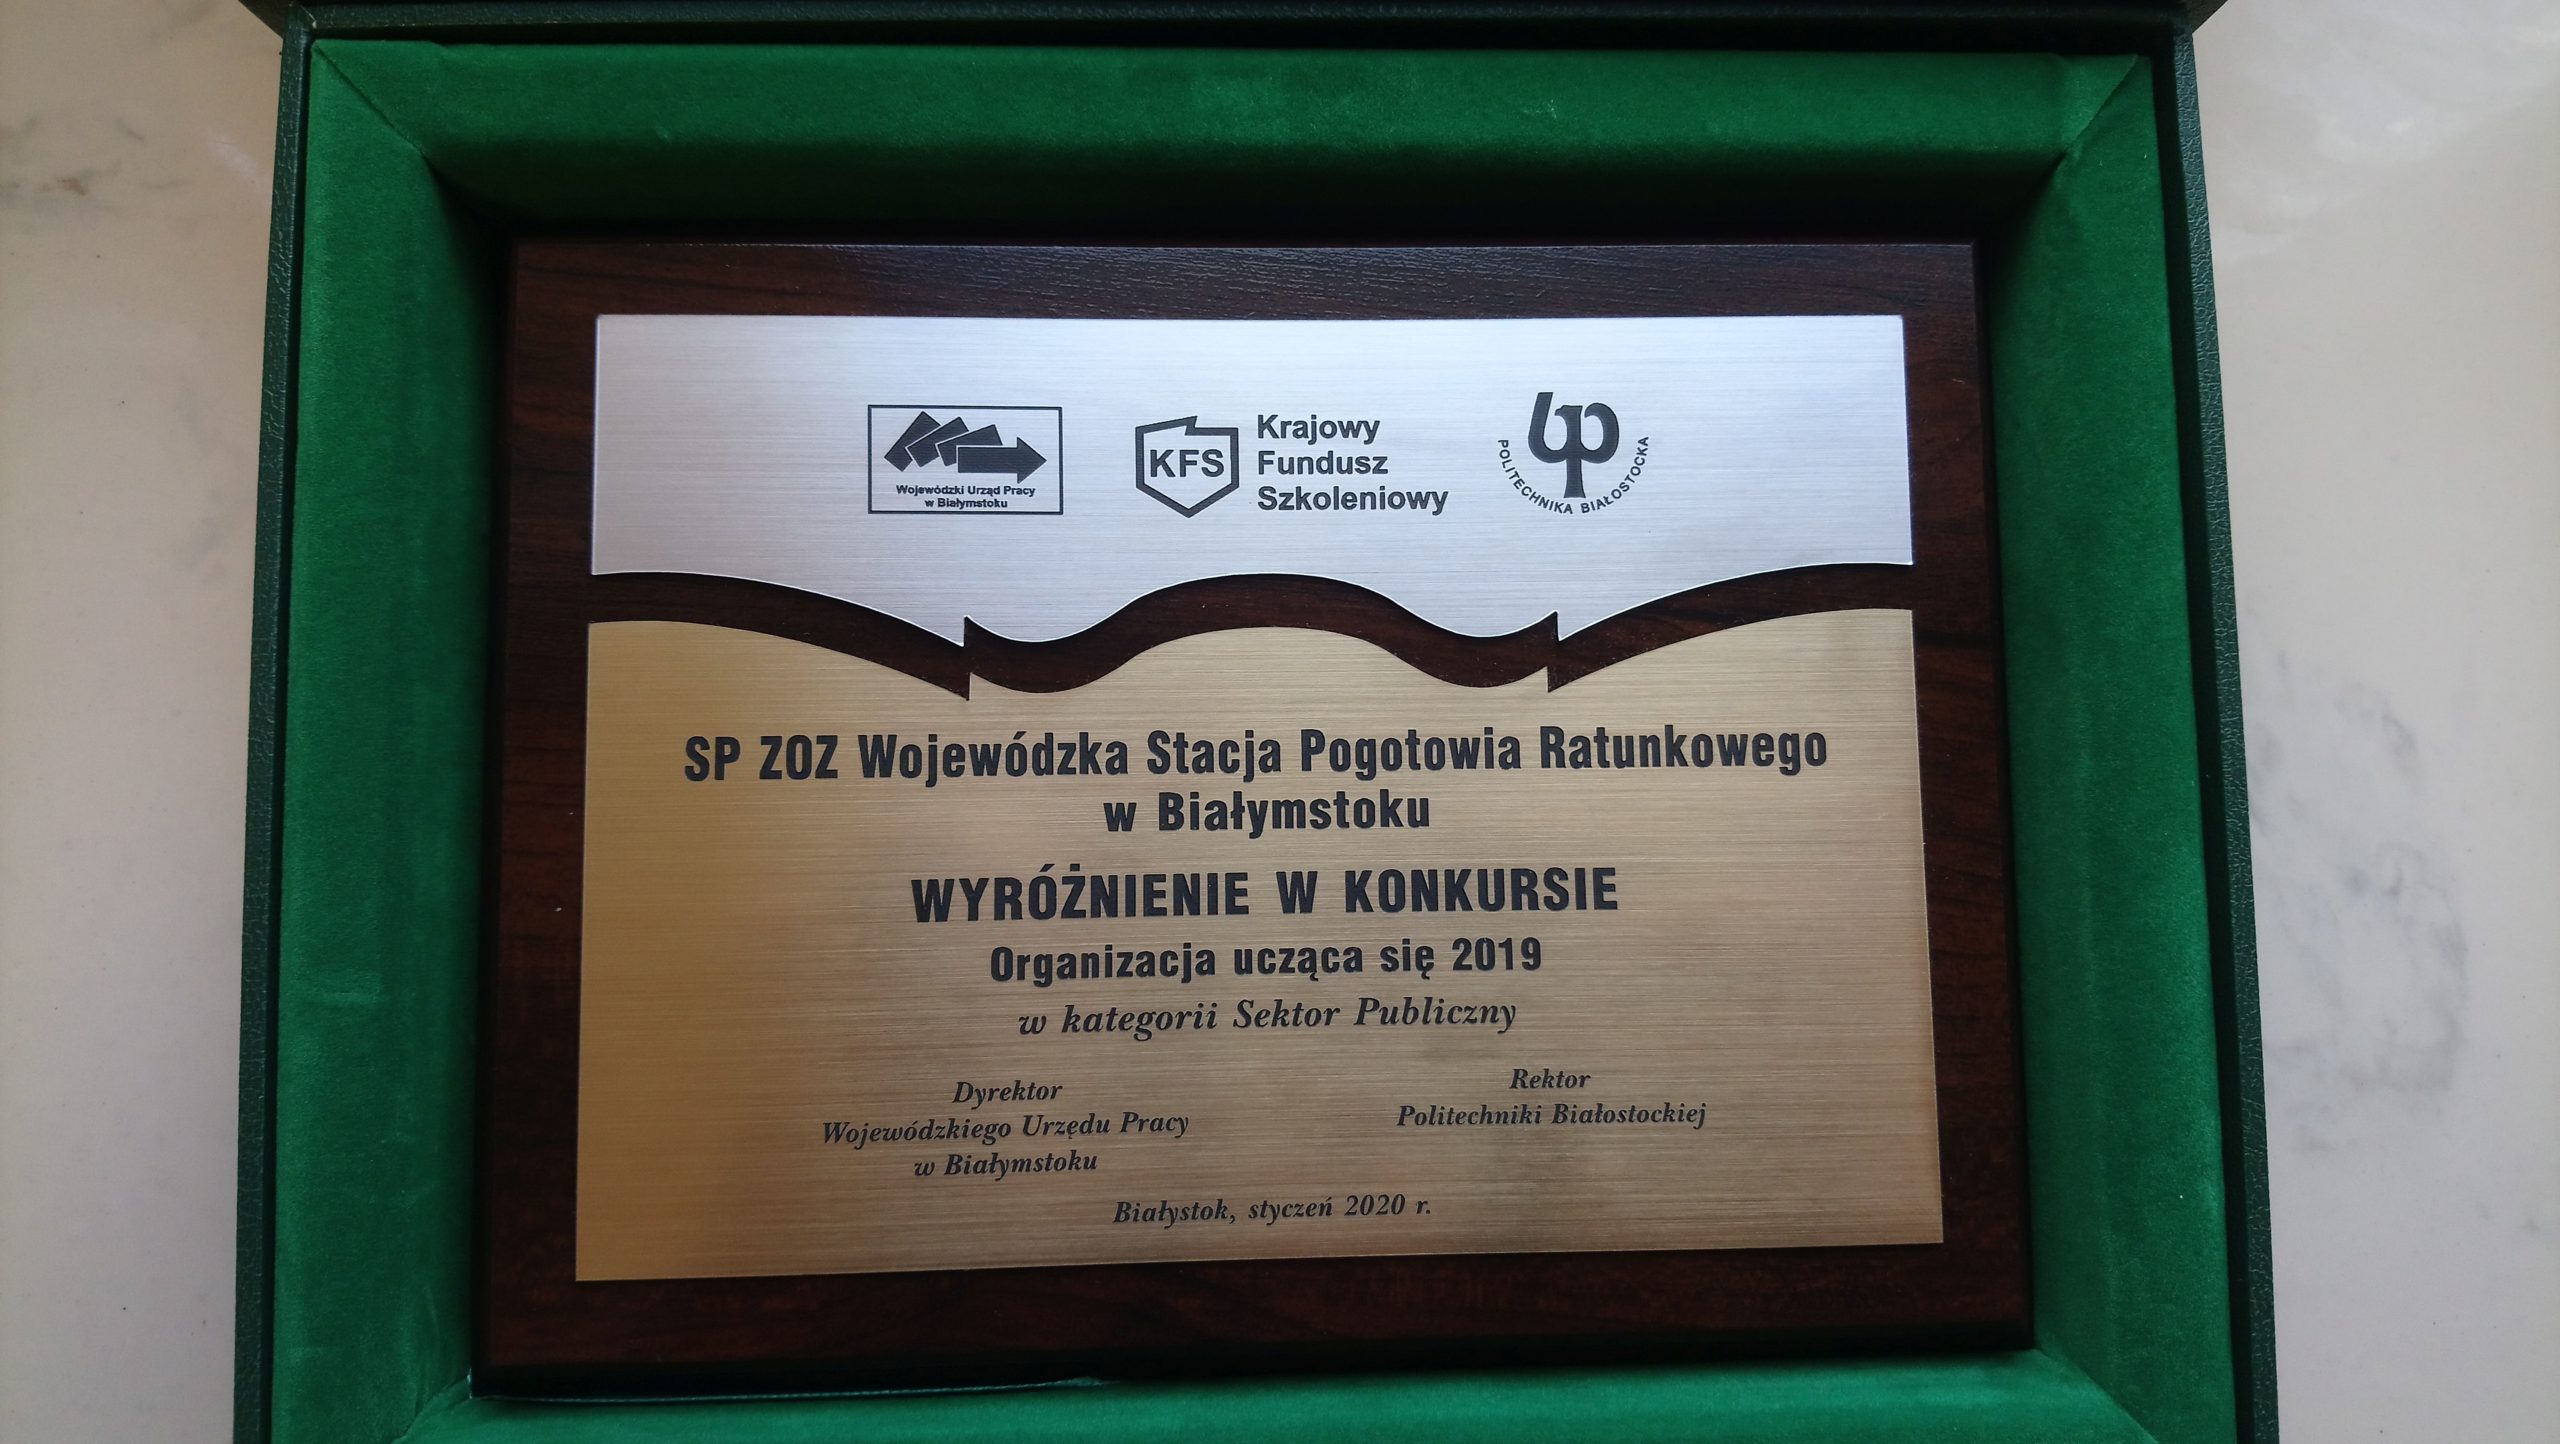 Wojewódzki Urząd Pracy
w Białymstoku
KFS
Krajowy
Fundusz
Szkoleniowy
POLITECHNIKA BIAŁOSTOCKA
SP ZOZ Wojewódzka Stacja Pogotowia Ratunkowego
w Białymstoku
WYRÓŻNIENIE W KONKURSIE
Organizacja ucząca się 2019
w kategorii Sektor Publiczny
Dyrektor
Wojewódzkiego Urzędu Pracy
w Białymstoku
Rektor
Politechniki Białostockiej
Białystok, styczeń 2020 r.